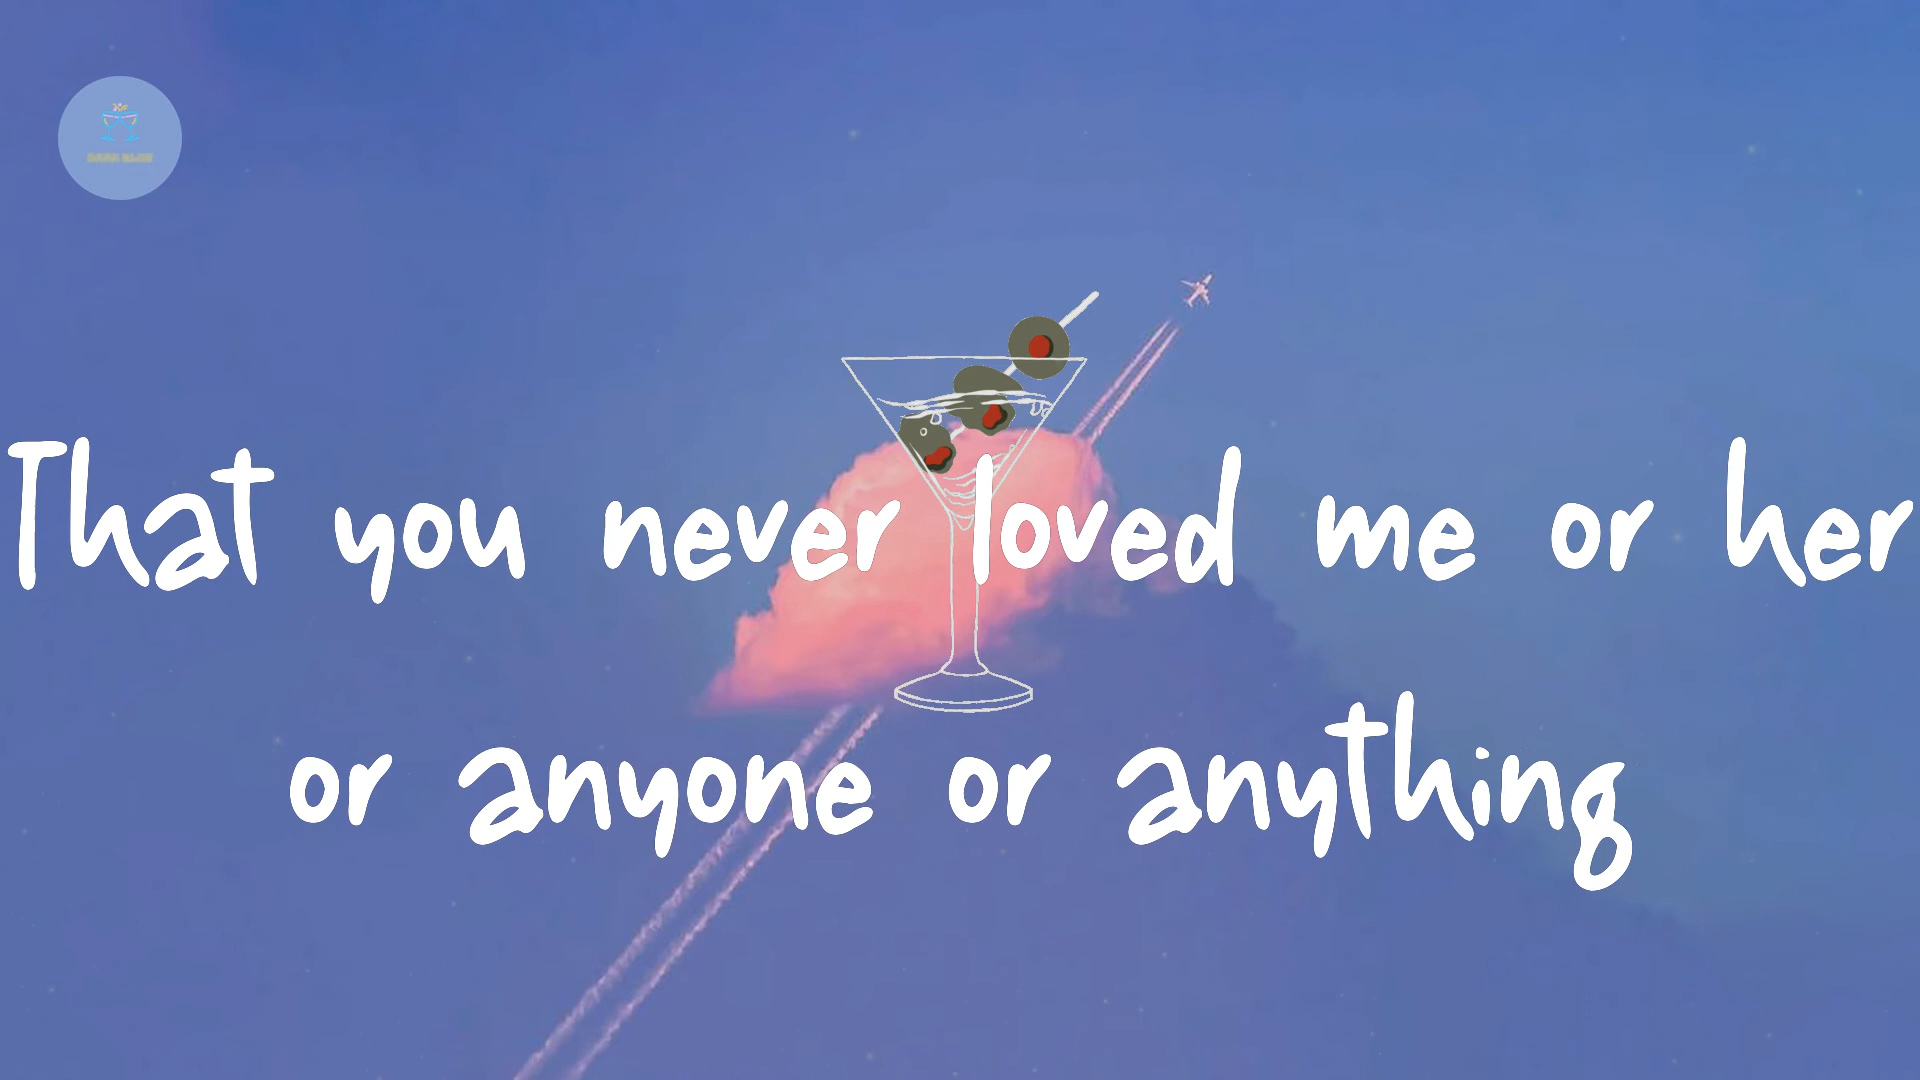 That you never loved me or her
or anyone or anything